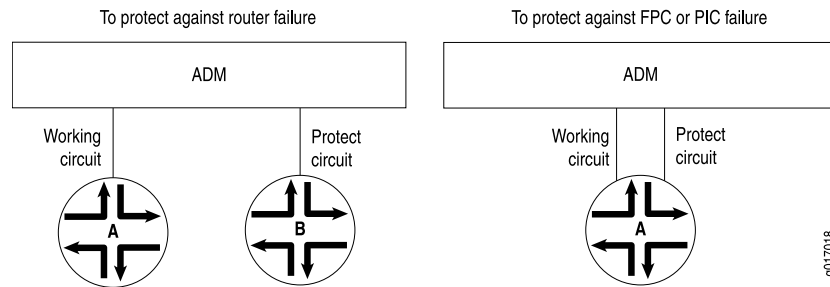 To protect against router failure
ADM
Working
circuit
Protect
circuit
A
B
To protect against FPC or PIC failure
ADM
Working
circuit
Protect
circuit
A
g017018